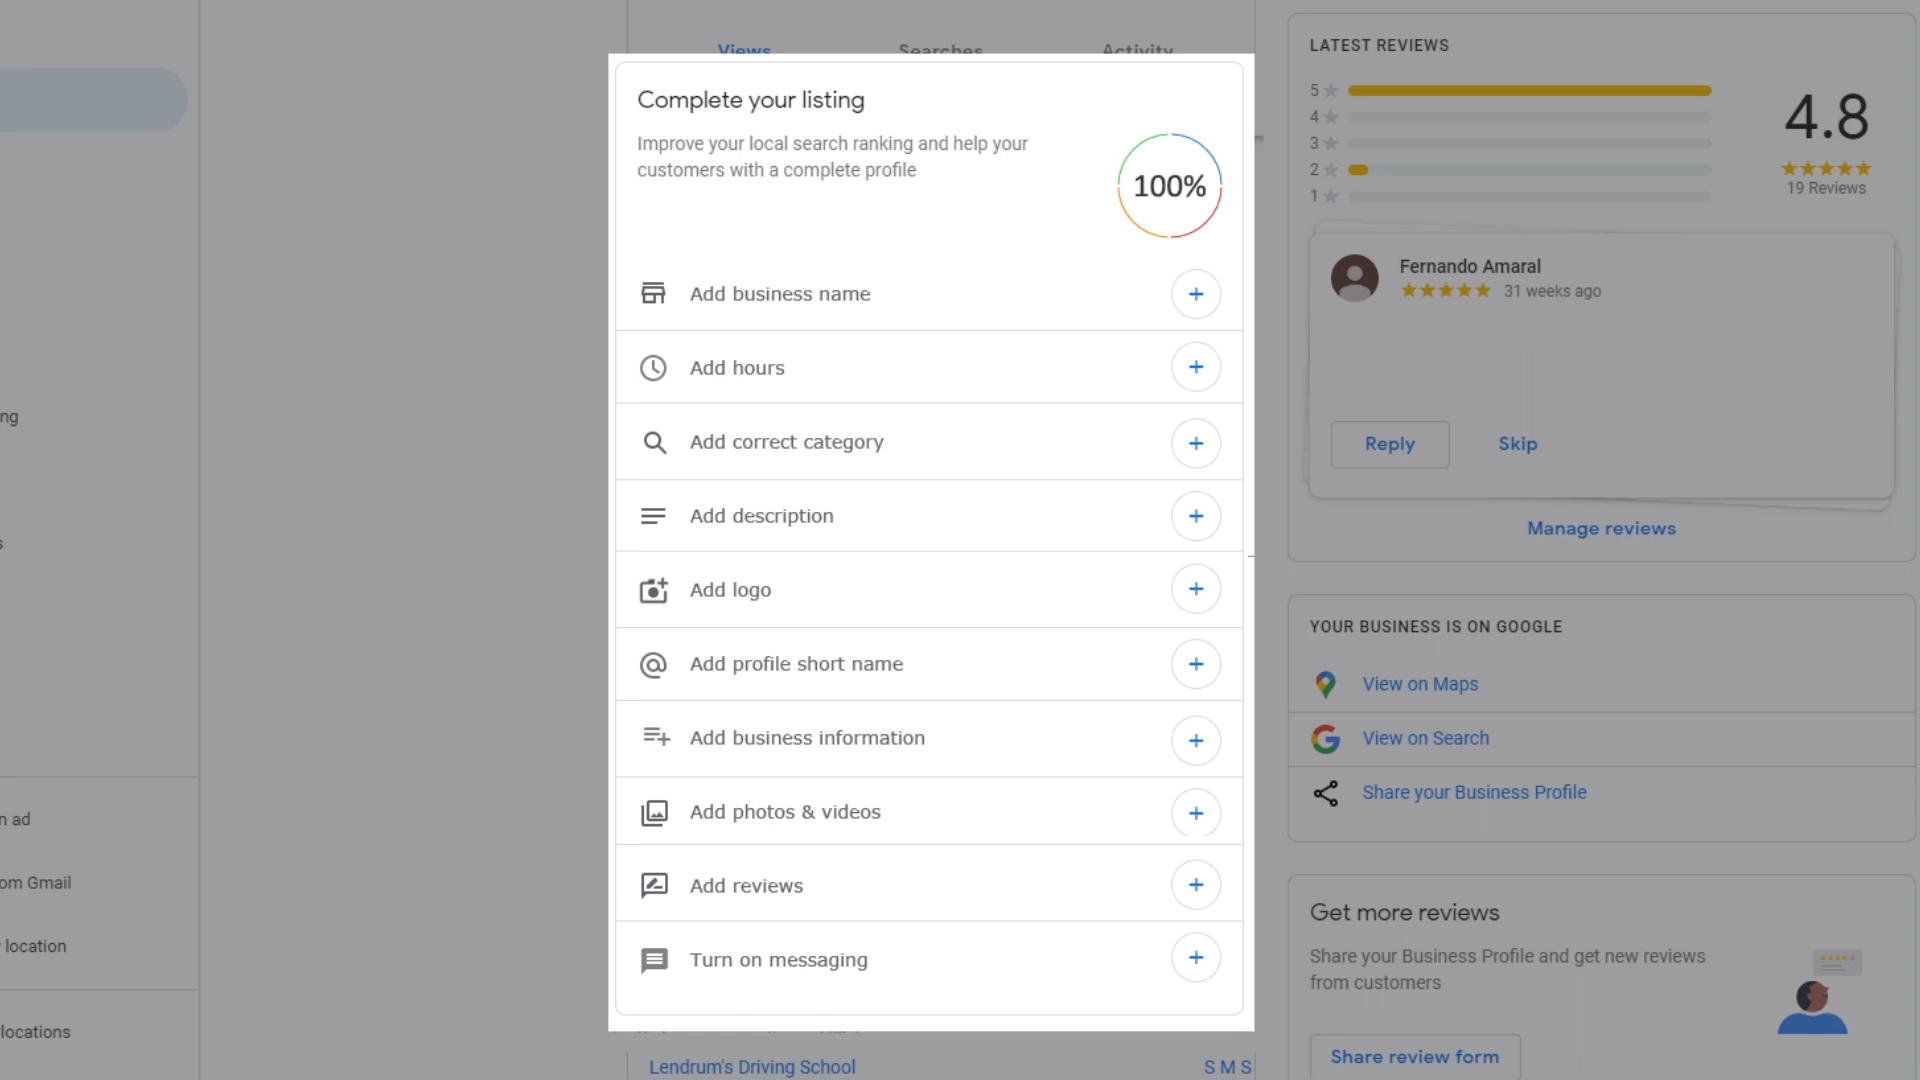 Views Searches Activity
Complete your listing
Improve your local search ranking and help your
customers with a complete profile
100%
Add business name
Add hours
Add correct category
Add description
Add logo
Add profile short name
Add business information
Add photos & videos
Add reviews
Turn on messaging
Lendrum's Driving School S M S
ng
s
n ad
om Gmail
location
locations
LATEST REVIEWS
5
4
3
2
1
4.8
19 Reviews
Fernando Amaral
31 weeks ago
Reply Skip
Manage reviews
YOUR BUSINESS IS ON GOOGLE
View on Maps
View on Search
Share your Business Profile
Get more reviews
Share your Business Profile and get new reviews
from customers
Share review form